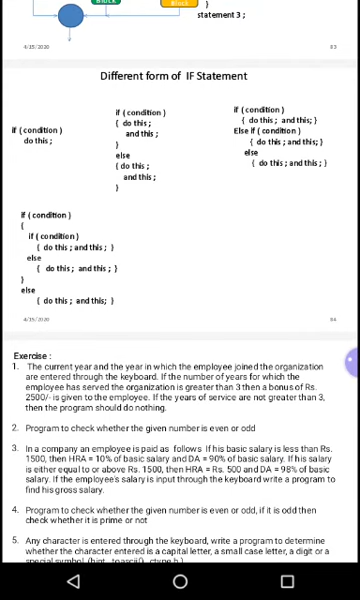 Block
Block
}
statement 3 ;
4/15/2020
83
Different form of IF Statement
if ( condition )
do this ;
if ( condition )
{ do this ;
and this ;
}
else
{ do this ;
and this ;
}
if ( condition )
{ do this ; and this; }
Else if ( condition )
{ do this ; and this; }
else
{ do this ; and this ; }
if ( condition )
{
if ( condition )
{ do this ; and this ; }
else
{ do this ; and this ; }
}
else
{ do this ; and this; }
4/15/2020
84
Exercise :
1. The current year and the year in which the employee joined the organization
are entered through the keyboard. If the number of years for which the
employee has served the organization is greater than 3 then a bonus of Rs.
2500/- is given to the employee. If the years of service are not greater than 3,
then the program should do nothing.
2. Program to check whether the given number is even or odd
3. In a company an employee is paid as follows If his basic salary is less than Rs.
1500, then HRA = 10% of basic salary and DA = 90% of basic salary. If his salary
is either equal to or above Rs. 1500, then HRA = Rs. 500 and DA = 98% of basic
salary. If the employee's salary is input through the keyboard write a program to
find his gross salary.
4. Program to check whether the given number is even or odd, if it is odd then
check whether it is prime or not
5. Any character is entered through the keyboard, write a program to determine
whether the character entered is a capital letter, a small case letter, a digit or a
special symbol (hint toascii() ctype.h )